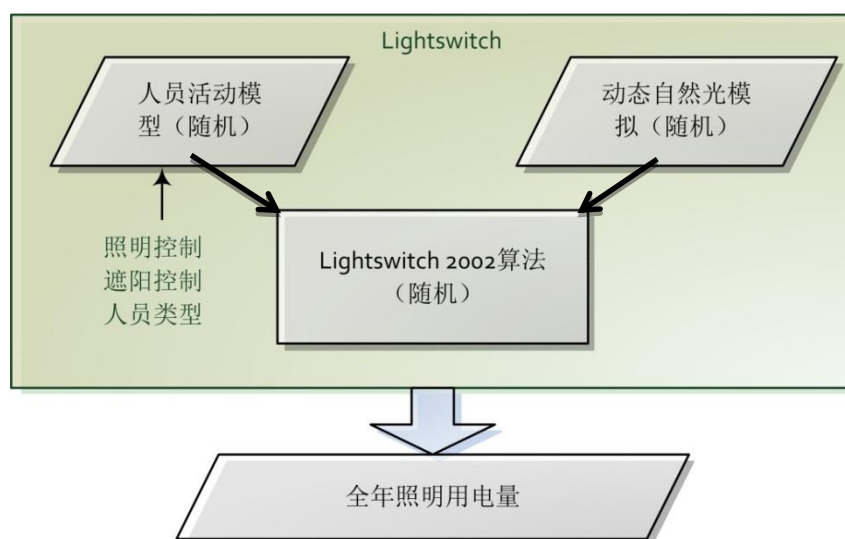 Lightswitch
人员活动模
型（随机）
动态自然光模
拟（随机）
照明控制
遮阳控制
人员类型
Lightswitch 2002算法
（随机）
全年照明用电量